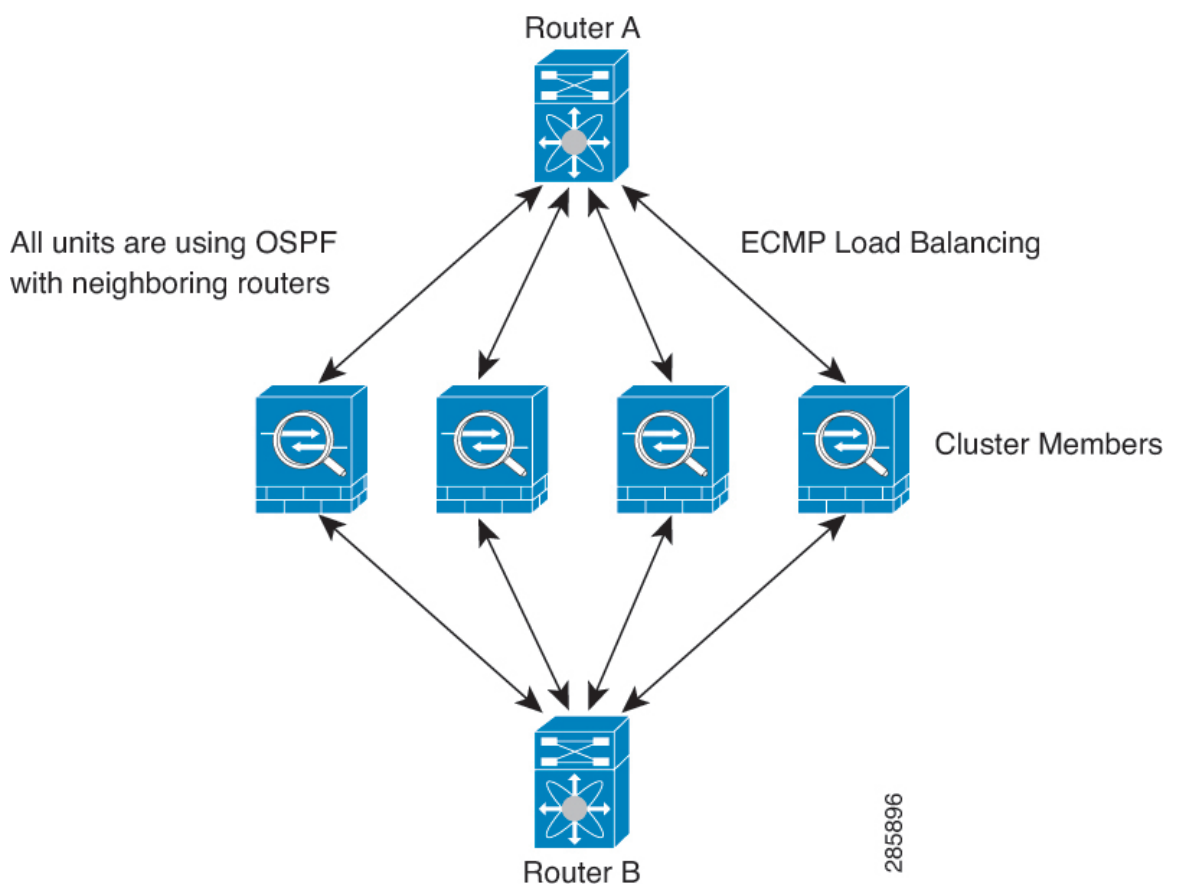 Router A
All units are using OSPF
with neighboring routers
ECMP Load Balancing
Cluster Members
Router B
285896